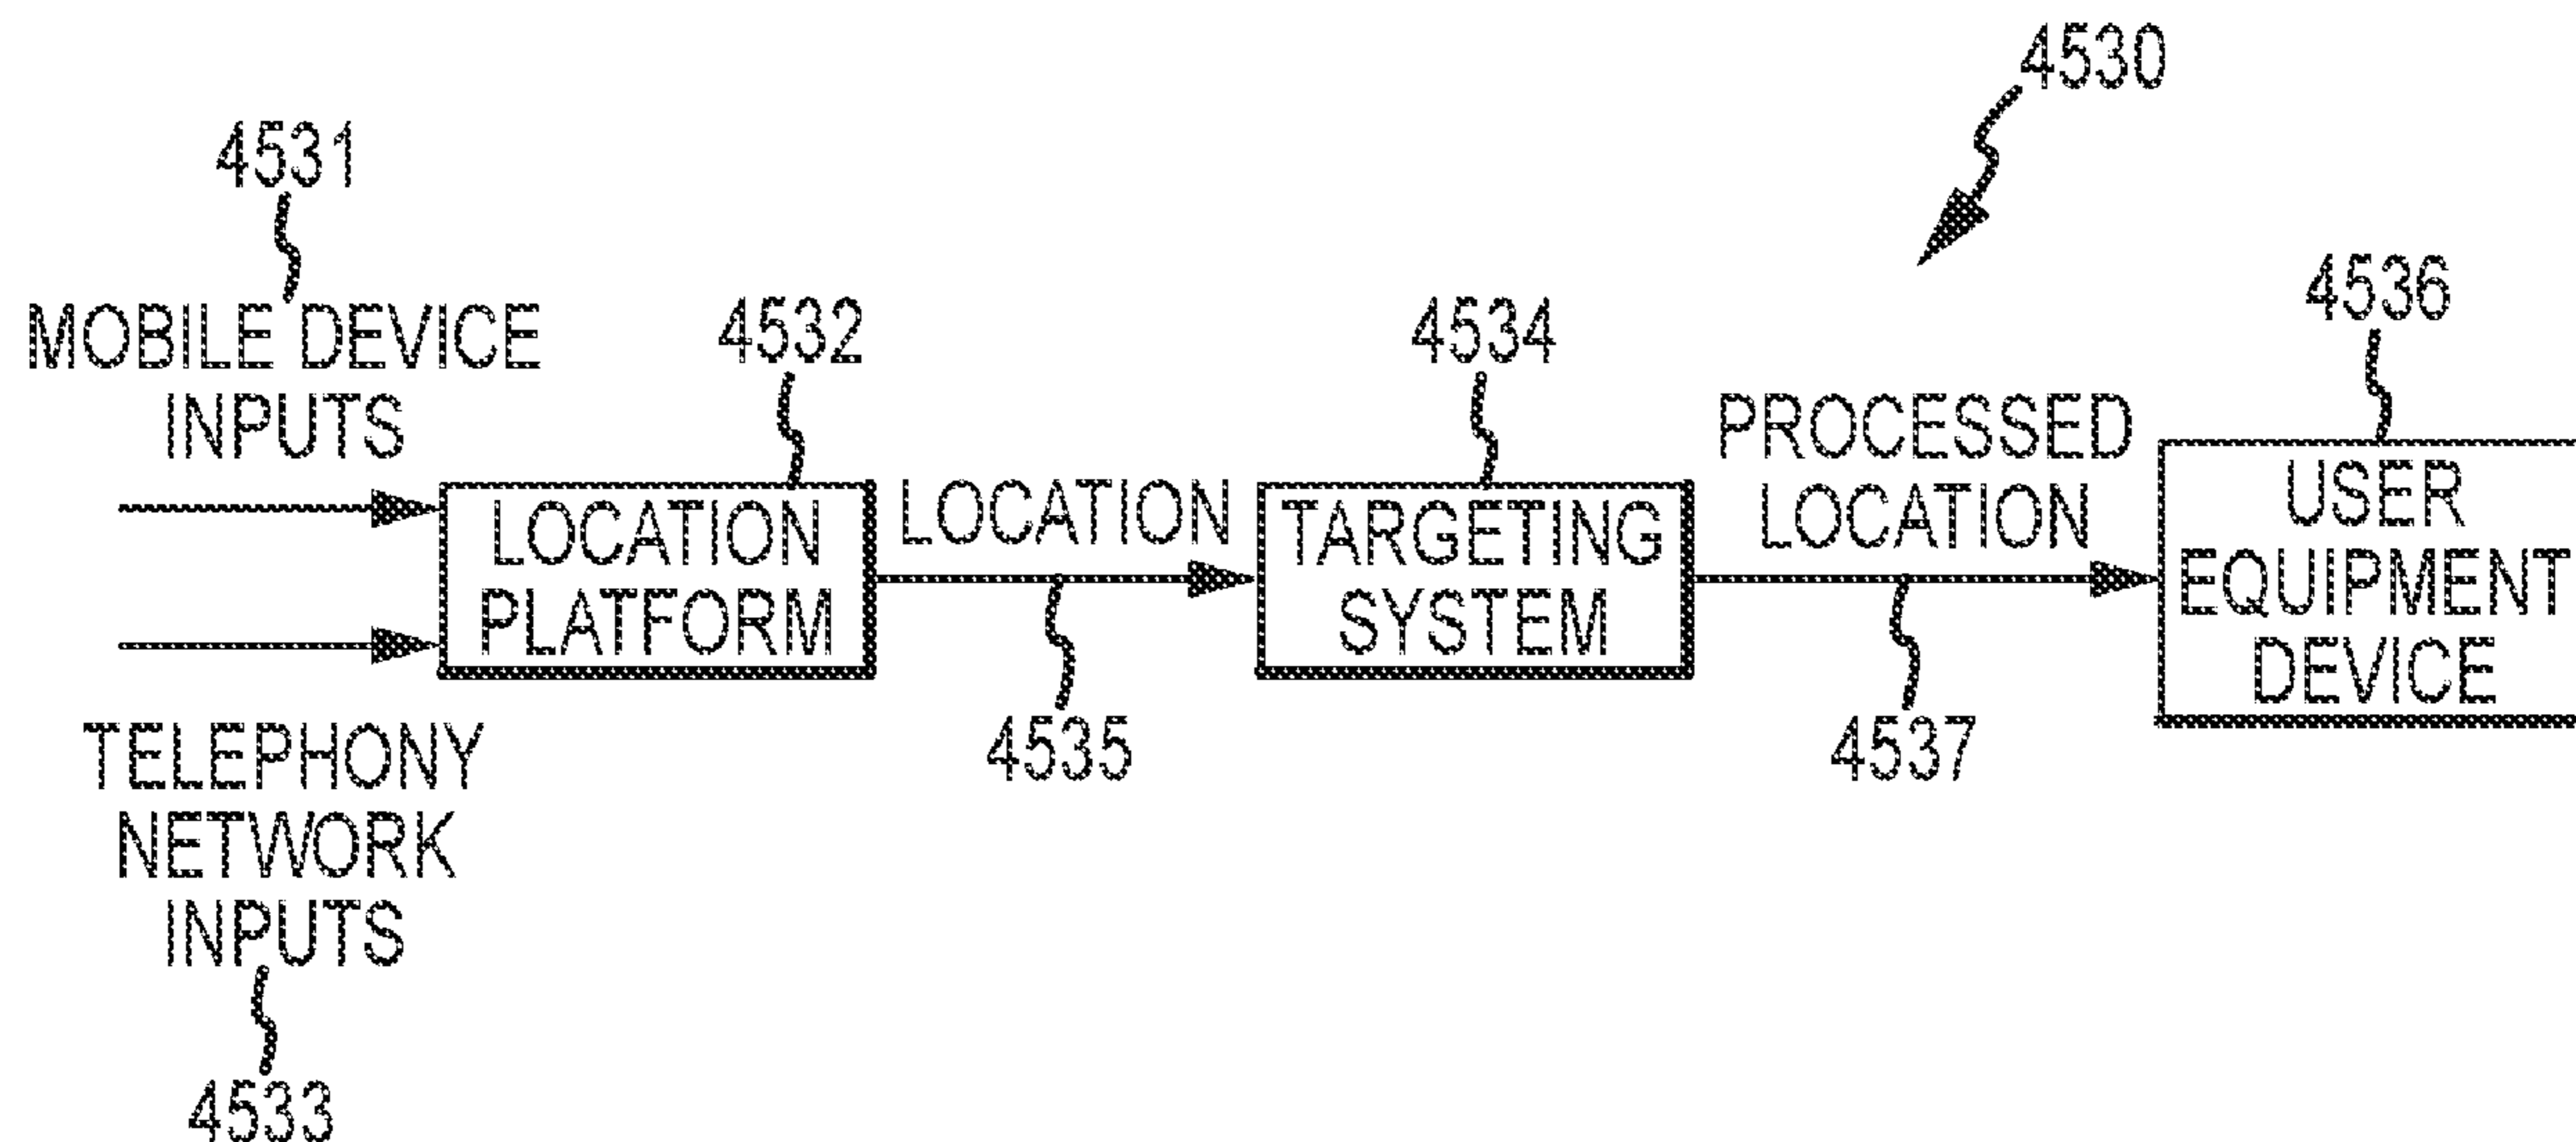 4530
4531
MOBILE DEVICE
INPUTS
4532
LOCATION
PLATFORM
LOCATION
4535
4534
TARGETING
SYSTEM
PROCESSED
LOCATION
4537
4536
USER
EQUIPMENT
DEVICE
TELEPHONY
NETWORK
INPUTS
4533